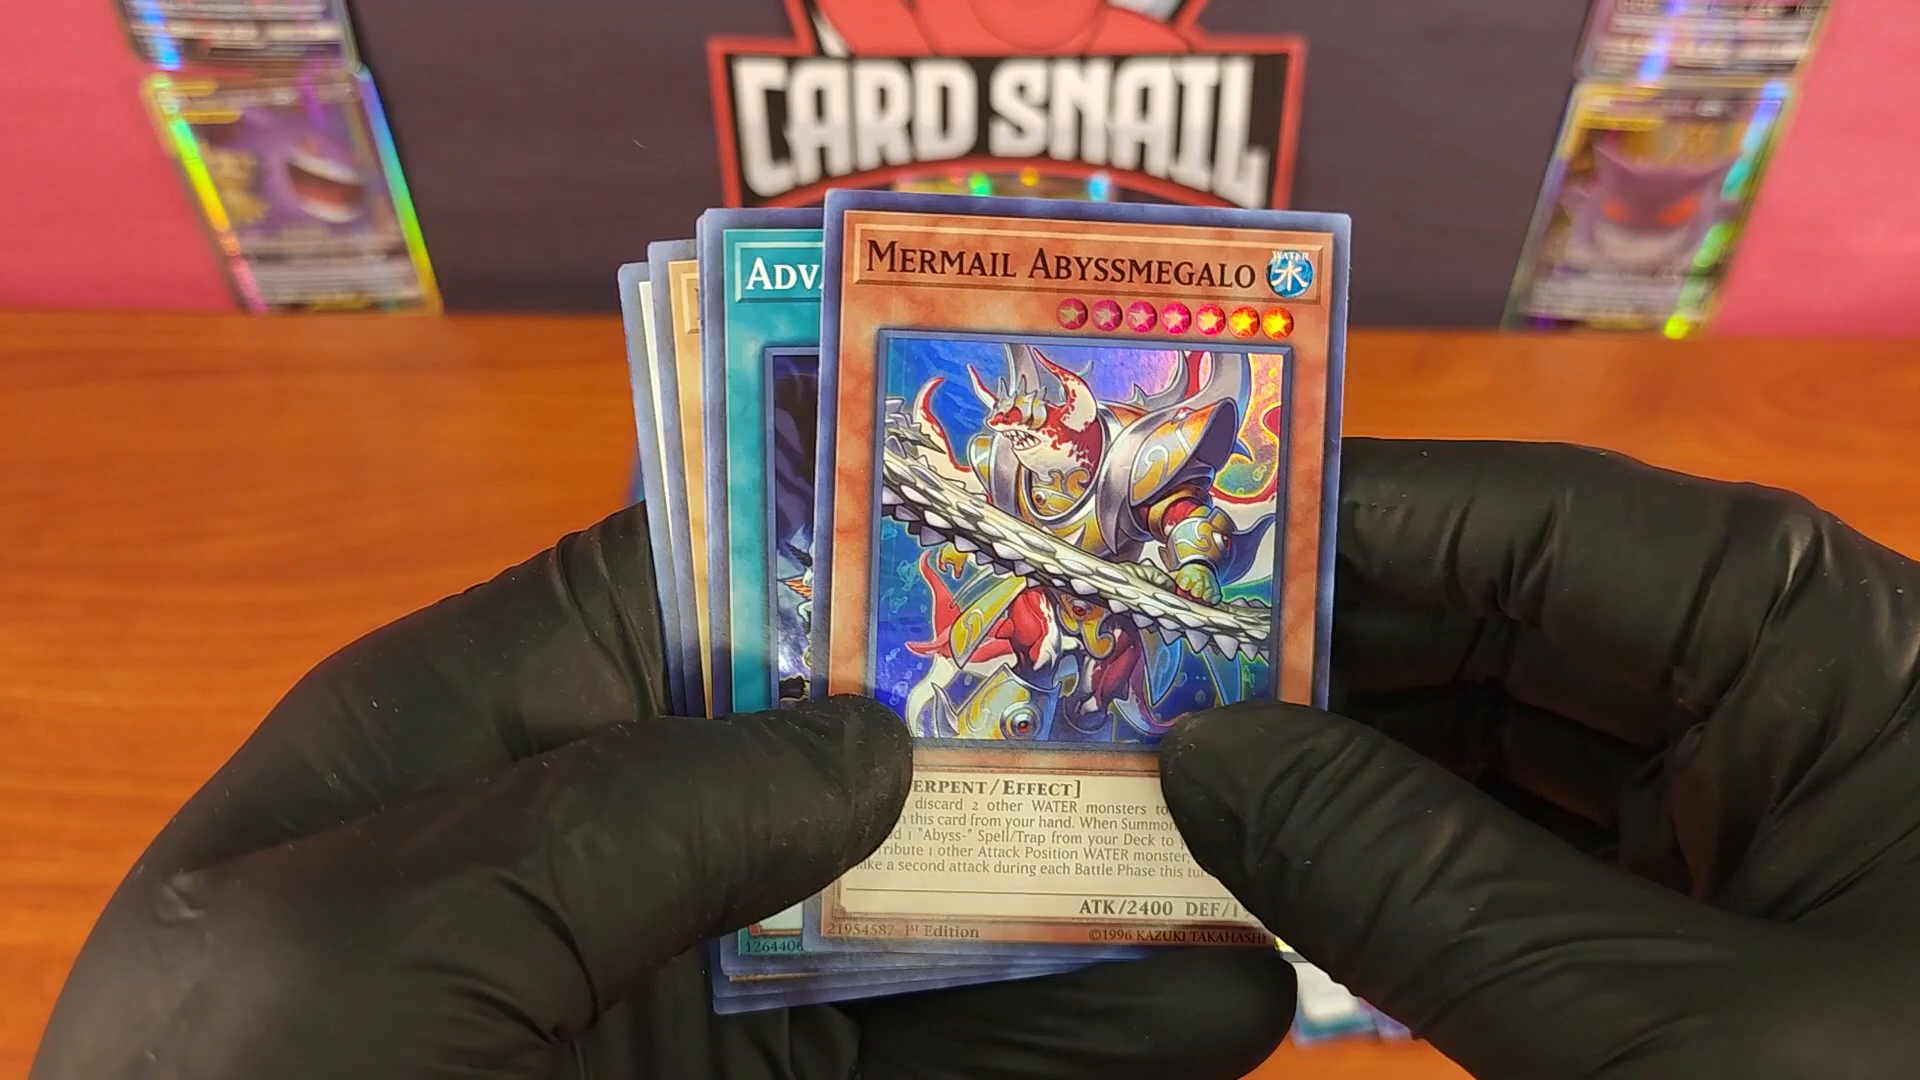 CARD SNAIL
ADV
MERMAIL ABYSSMEGALO
WATER
水
ERPENT/EFFECT]
discard 2 other WATER monsters to
this card from your hand. When Summon
1 "Abyss-" Spell/Trap from your Deck to
ribute 1 other Attack Position WATER monster;
ake a second attack during each Battle Phase this tur
ATK/2400 DEF/1
21954587 1st Edition
©1996 KAZUKI TAKAHASHI
1264406